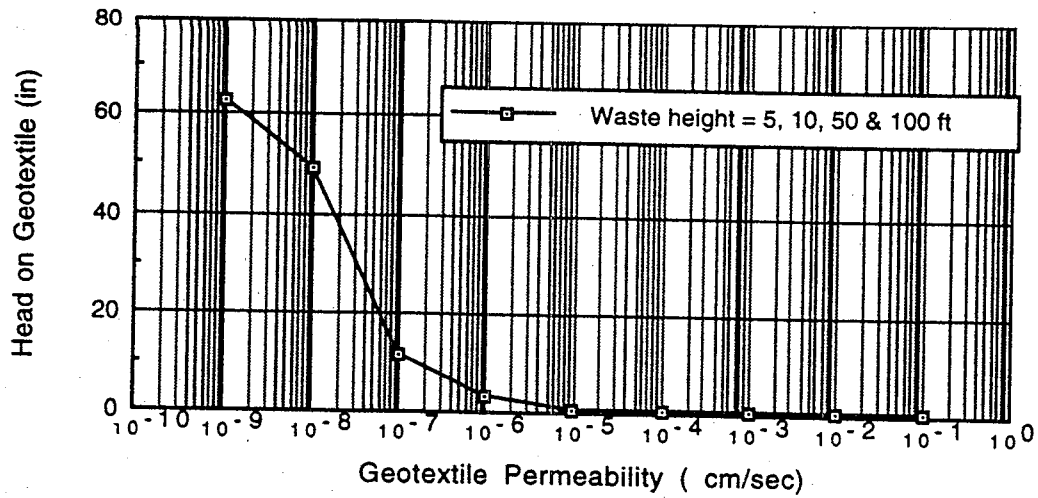 80
60
40
20
0
Head on Geotextile (in)
Waste height = 5, 10, 50 & 100 ft
10-10 10-9 10-8 10-7 10-6 10-5 10-4 10-3 10-2 10-1 100
Geotextile Permeability ( cm/sec)